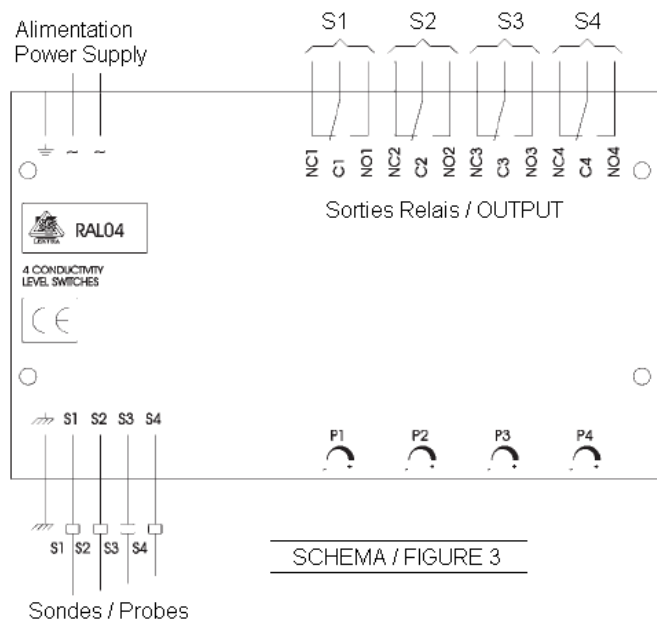 Alimentation
Power Supply
S1 S2 S3 S4
~ ~
NC1 C1 NO1 NC2 C2 NO2 NC3 C3 NO3 NC4 C4 NO4
Sorties Relais / OUTPUT
RAL04
4 CONDUCTIVITY
LEVEL SWITCHES
CE
S1 S2 S3 S4
P1 P2 P3 P4
- + - + - + - +
S1 S2 S3 S4
SCHEMA / FIGURE 3
Sondes / Probes